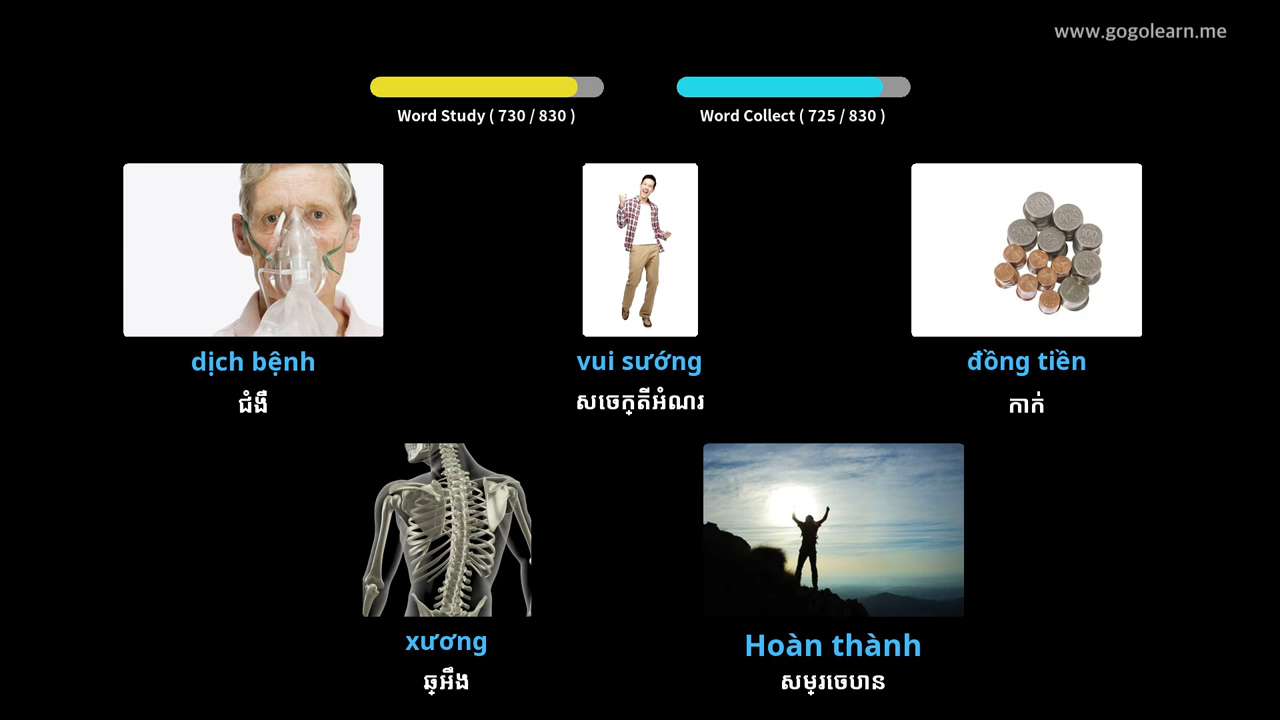 www.gogolearn.me
Word Study ( 730 / 830 )
Word Collect ( 725 / 830 )
dịch bệnh
ជំងឺ
vui sướng
សេចក្តីអំណរ
đồng tiền
កាក់
xương
ឆ្អឹង
Hoàn thành
សម្រេចបាន